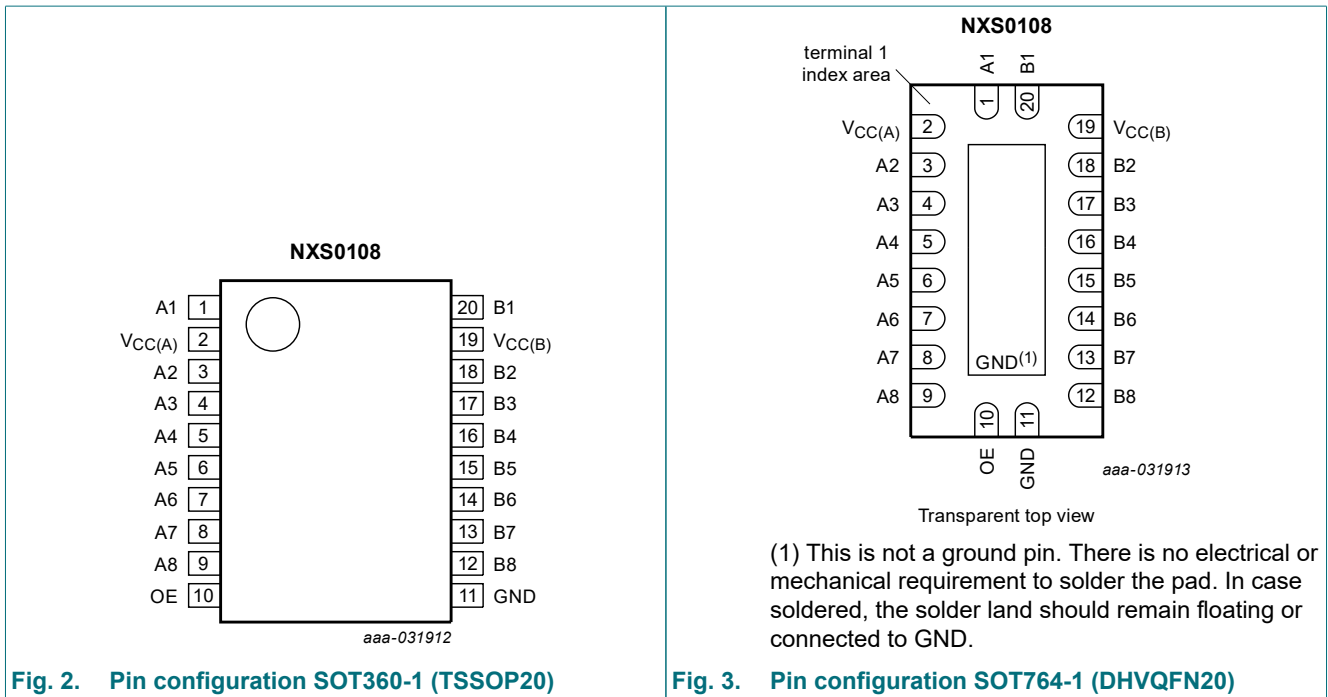 NXS0108
A1 1
VCC(A) 2
A2 3
A3 4
A4 5
A5 6
A6 7
A7 8
A8 9
OE 10
20 B1
19 VCC(B)
18 B2
17 B3
16 B4
15 B5
14 B6
13 B7
12 B8
11 GND
aaa-031912
Fig. 2. Pin configuration SOT360-1 (TSSOP20)
NXS0108
terminal 1
index area
A1 B1
1 20
VCC(A) 2 19 VCC(B)
A2 3 18 B2
A3 4 17 B3
A4 5 16 B4
A5 6 15 B5
A6 7 14 B6
A7 8 GND(1) 13 B7
A8 9 12 B8
10 11
OE GND
aaa-031913
Transparent top view
(1) This is not a ground pin. There is no electrical or
mechanical requirement to solder the pad. In case
soldered, the solder land should remain floating or
connected to GND.
Fig. 3. Pin configuration SOT764-1 (DHVQFN20)